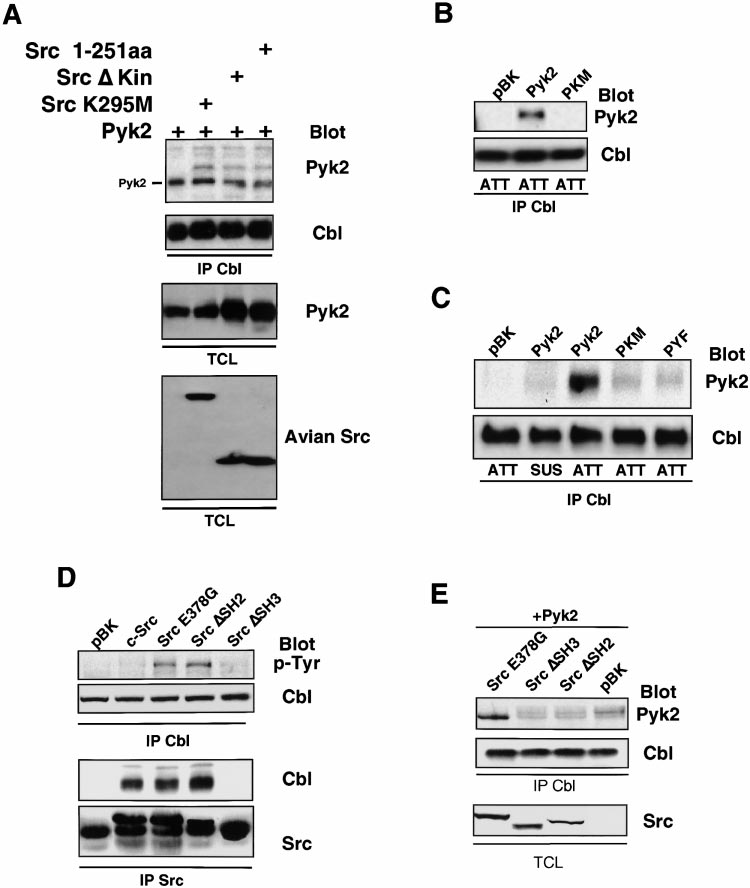 A
Src 1-251aa +
Src Δ Kin +
Src K295M +
Pyk2 + + + + Blot
Pyk2
Pyk2
Cbl
IP Cbl
Pyk2
TCL
Avian Src
TCL
B
pBK Pyk2 PKM
Blot
Pyk2
Cbl
ATT ATT ATT
IP Cbl
C
pBK Pyk2 Pyk2 PKM PYF
Blot
Pyk2
Cbl
ATT SUS ATT ATT ATT
IP Cbl
D
pBK c-Src Src E378G Src ΔSH2 Src ΔSH3
Blot
p-Tyr
Cbl
IP Cbl
Cbl
Src
IP Src
E
+Pyk2
Src E378G Src ΔSH3 Src ΔSH2 pBK
Blot
Pyk2
Cbl
IP Cbl
Src
TCL